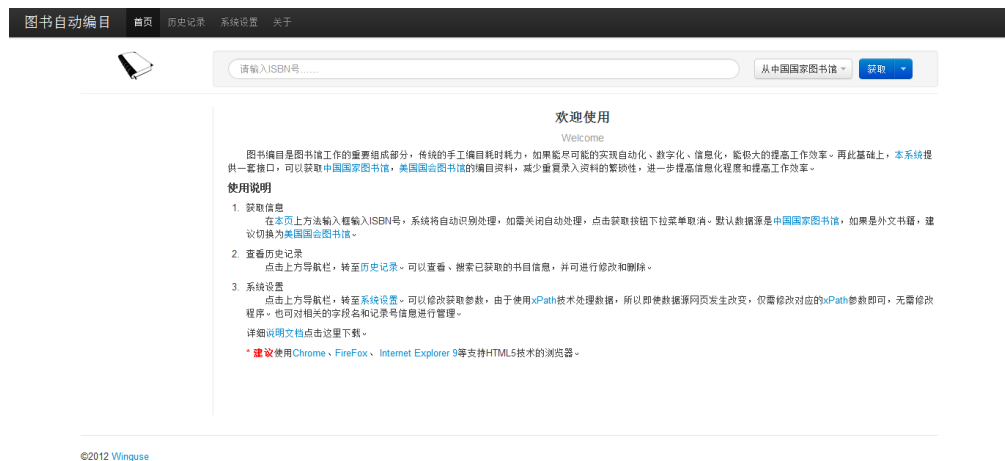 图书自动编目 首页 历史记录 系统设置 关于
请输入ISBN号...... 从中国国家图书馆 获取
欢迎使用
Welcome
图书编目是图书馆工作的重要组成部分，传统的手工编目耗时耗力，如果能尽可能的实现自动化、数字化、信息化，能极大的提高工作效率。再此基础上，本系统提
供一套接口，可以获取中国国家图书馆，美国国会图书馆的编目资料，减少重复录入资料的繁琐性，进一步提高信息化程度和提高工作效率。
使用说明
1. 获取信息
在本页上方法输入框输入ISBN号，系统将自动识别处理，如需关闭自动处理，点击获取按钮下拉菜单取消。默认数据源是中国国家图书馆，如果是外文书籍，建
议切换为美国国会图书馆。
2. 查看历史记录
点击上方导航栏，转至历史记录。可以查看、搜索已获取的书目信息，并可进行修改和删除。
3. 系统设置
点击上方导航栏，转至系统设置。可以修改获取参数，由于使用xPath技术处理数据，所以即使数据源网页发生改变，仅需修改对应的xPath参数即可，无需修改
程序。也可对相关的字段名和记录号信息进行管理。
详细说明文档点击这里下载。
* 建议使用Chrome、FireFox、 Internet Explorer 9等支持HTML5技术的浏览器。
©2012 Winguse